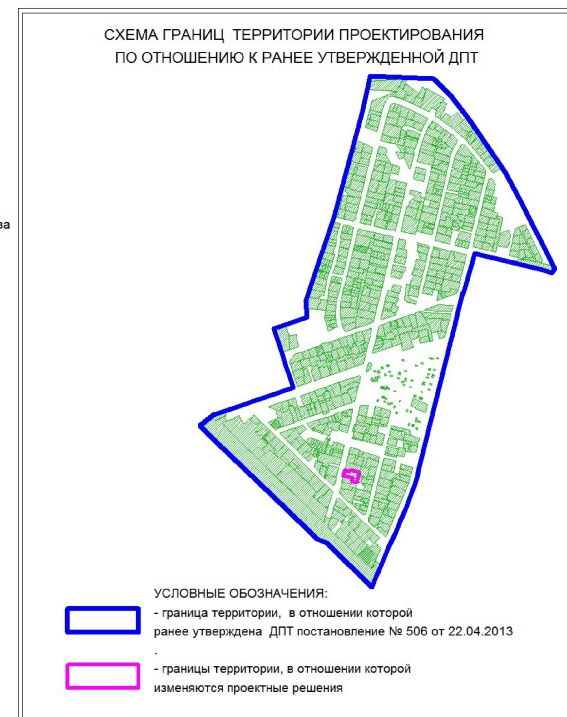 СХЕМА ГРАНИЦ ТЕРРИТОРИИ ПРОЕКТИРОВАНИЯ
ПО ОТНОШЕНИЮ К РАНЕЕ УТВЕРЖДЕННОЙ ДПТ
ва
УСЛОВНЫЕ ОБОЗНАЧЕНИЯ:
- граница территории, в отношении которой
ранее утверждена ДПТ постановление № 506 от 22.04.2013
.
- границы территории, в отношении которой
изменяются проектные решения